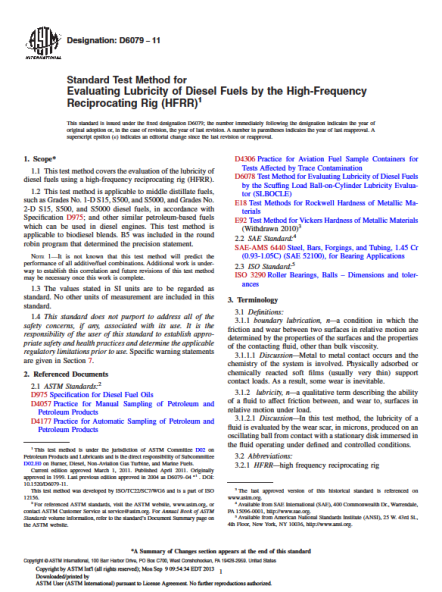 ASTM
INTERNATIONAL
Designation: D6079 – 11
Standard Test Method for
Evaluating Lubricity of Diesel Fuels by the High-Frequency
Reciprocating Rig (HFRR)1
This standard is issued under the fixed designation D6079; the number immediately following the designation indicates the year of
original adoption or, in the case of revision, the year of last revision. A number in parentheses indicates the year of last reapproval. A
superscript epsilon (ε) indicates an editorial change since the last revision or reapproval.
1. Scope*
1.1 This test method covers the evaluation of the lubricity of
diesel fuels using a high-frequency reciprocating rig (HFRR).
1.2 This test method is applicable to middle distillate fuels,
such as Grades No. 1-D S15, S500, and S5000, and Grades No.
2-D S15, S500, and S5000 diesel fuels, in accordance with
Specification D975; and other similar petroleum-based fuels
which can be used in diesel engines. This test method is
applicable to biodiesel blends. B5 was included in the round
robin program that determined the precision statement.
NOTE 1—It is not known that this test method will predict the
performance of all additive/fuel combinations. Additional work is under-
way to establish this correlation and future revisions of this test method
may be necessary once this work is complete.
1.3 The values stated in SI units are to be regarded as
standard. No other units of measurement are included in this
standard.
1.4 This standard does not purport to address all of the
safety concerns, if any, associated with its use. It is the
responsibility of the user of this standard to establish appro-
priate safety and health practices and determine the applicable
regulatory limitations prior to use. Specific warning statements
are given in Section 7.
2. Referenced Documents
2.1 ASTM Standards:2
D975 Specification for Diesel Fuel Oils
D4057 Practice for Manual Sampling of Petroleum and
Petroleum Products
D4177 Practice for Automatic Sampling of Petroleum and
Petroleum Products
1 This test method is under the jurisdiction of ASTM Committee D02 on
Petroleum Products and Lubricants and is the direct responsibility of Subcommittee
D02.E0 on Burner, Diesel, Non-Aviation Gas Turbine, and Marine Fuels.
Current edition approved March 1, 2011. Published April 2011. Originally
approved in 1999. Last previous edition approved in 2004 as D6079–04 ε1. DOI:
10.1520/D6079-11.
This test method was developed by ISO/TC22/SC7/WG6 and is a part of ISO
12156.
2 For referenced ASTM standards, visit the ASTM website, www.astm.org, or
contact ASTM Customer Service at service@astm.org. For Annual Book of ASTM
Standards volume information, refer to the standard's Document Summary page on
the ASTM website.
D4306 Practice for Aviation Fuel Sample Containers for
Tests Affected by Trace Contamination
D6078 Test Method for Evaluating Lubricity of Diesel Fuels
by the Scuffing Load Ball-on-Cylinder Lubricity Evalua-
tor (SLBOCLE)
E18 Test Methods for Rockwell Hardness of Metallic Ma-
terials
E92 Test Method for Vickers Hardness of Metallic Materials
(Withdrawn 2010)3
2.2 SAE Standard:4
SAE-AMS 6440 Steel, Bars, Forgings, and Tubing, 1.45 Cr
(0.93-1.05C) (SAE 52100), for Bearing Applications
2.3 ISO Standard:5
ISO 3290 Roller Bearings, Balls – Dimensions and toler-
ances
3. Terminology
3.1 Definitions:
3.1.1 boundary lubrication, n—a condition in which the
friction and wear between two surfaces in relative motion are
determined by the properties of the surfaces and the properties
of the contacting fluid, other than bulk viscosity.
3.1.1.1 Discussion—Metal to metal contact occurs and the
chemistry of the system is involved. Physically adsorbed or
chemically reacted soft films (usually very thin) support
contact loads. As a result, some wear is inevitable.
3.1.2 lubricity, n—a qualitative term describing the ability
of a fluid to affect friction between, and wear to, surfaces in
relative motion under load.
3.1.2.1 Discussion—In this test method, the lubricity of a
fluid is evaluated by the wear scar, in microns, produced on an
oscillating ball from contact with a stationary disk immersed in
the fluid operating under defined and controlled conditions.
3.2 Abbreviations:
3.2.1 HFRR—high frequency reciprocating rig
3 The last approved version of this historical standard is referenced on
www.astm.org.
4 Available from SAE International (SAE), 400 Commonwealth Dr., Warrendale,
PA 15096-0001, http://www.sae.org.
5 Available from American National Standards Institute (ANSI), 25 W. 43rd St.,
4th Floor, New York, NY 10036, http://www.ansi.org.
*A Summary of Changes section appears at the end of this standard
Copyright © ASTM International, 100 Barr Harbor Drive, PO Box C700, West Conshohocken, PA 19428-2959. United States
Copyright by ASTM Int'l (all rights reserved); Mon Sep 9 09:54:34 EDT 2013
1
Downloaded/printed by
ASTM User (ASTM International) pursuant to License Agreement. No further reproductions authorized.